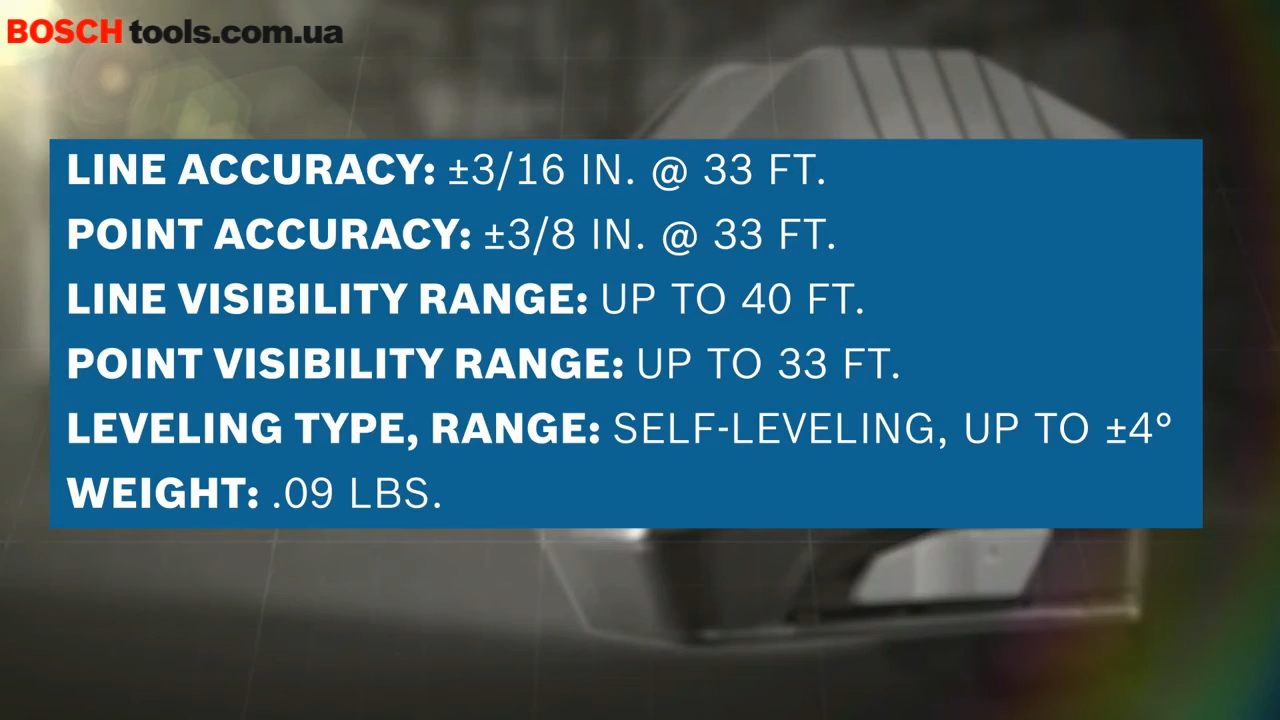 BOSCH tools.com.ua
LINE ACCURACY: ±3/16 IN. @ 33 FT.
POINT ACCURACY: ±3/8 IN. @ 33 FT.
LINE VISIBILITY RANGE: UP TO 40 FT.
POINT VISIBILITY RANGE: UP TO 33 FT.
LEVELING TYPE, RANGE: SELF-LEVELING, UP TO ±4°
WEIGHT: .09 LBS.